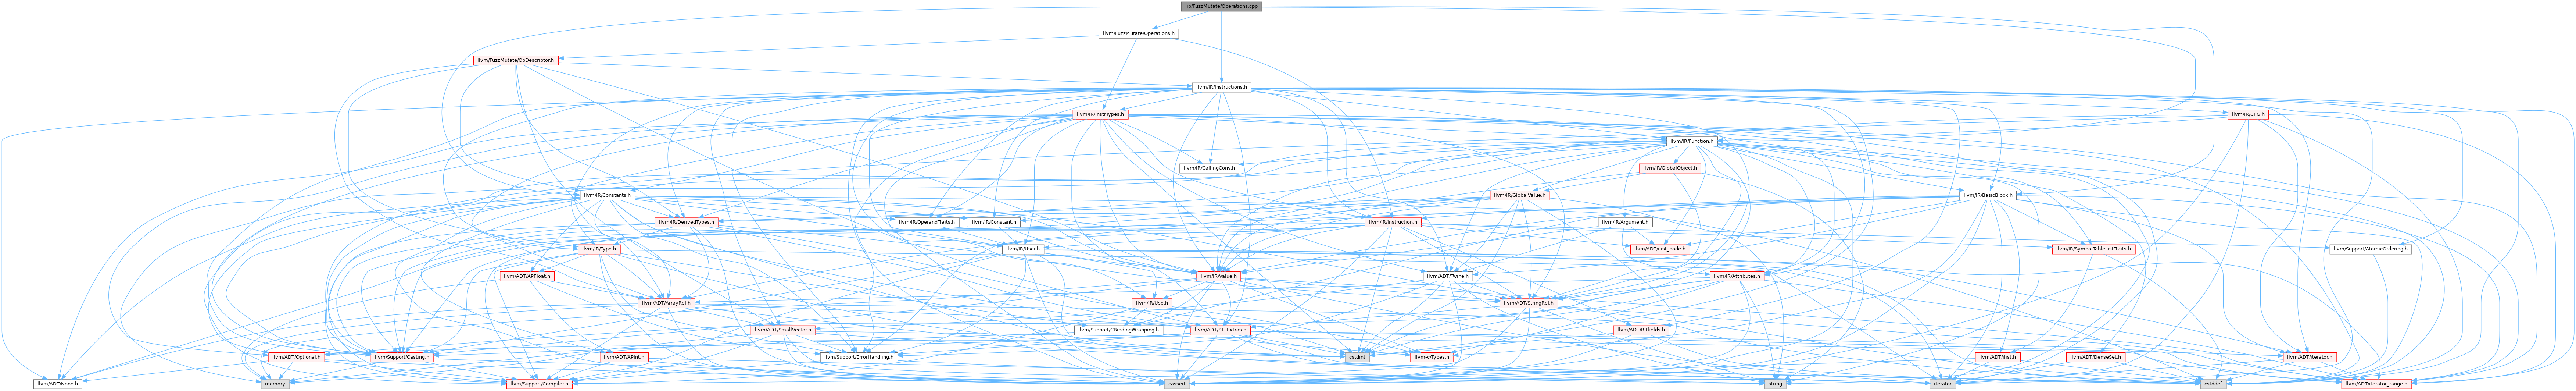 lib/FuzzMutate/Operations.cpp
llvm/FuzzMutate/Operations.h
llvm/FuzzMutate/OpDescriptor.h
llvm/IR/Instructions.h
llvm/IR/InstrTypes.h
llvm/IR/CFG.h
llvm/IR/Function.h
llvm/IR/CallingConv.h
llvm/IR/GlobalObject.h
llvm/IR/Constants.h
llvm/IR/GlobalValue.h
llvm/IR/BasicBlock.h
llvm/IR/DerivedTypes.h
llvm/IR/OperandTraits.h
llvm/IR/Constant.h
llvm/IR/Instruction.h
llvm/IR/Argument.h
llvm/IR/Type.h
llvm/IR/User.h
llvm/ADT/ilist_node.h
llvm/IR/SymbolTableListTraits.h
llvm/Support/AtomicOrdering.h
llvm/ADT/APFloat.h
llvm/IR/Value.h
llvm/ADT/Twine.h
llvm/IR/Attributes.h
llvm/ADT/ArrayRef.h
llvm/IR/Use.h
llvm/ADT/StringRef.h
llvm/ADT/SmallVector.h
llvm/Support/CBindingWrapping.h
llvm/ADT/STLExtras.h
llvm/ADT/Bitfields.h
llvm/ADT/Optional.h
llvm/Support/Casting.h
llvm/ADT/APInt.h
llvm/Support/ErrorHandling.h
cstdint
llvm-c/Types.h
llvm/ADT/ilist.h
llvm/ADT/DenseSet.h
llvm/ADT/iterator.h
llvm/ADT/None.h
memory
llvm/Support/Compiler.h
cassert
string
iterator
cstddef
llvm/ADT/iterator_range.h